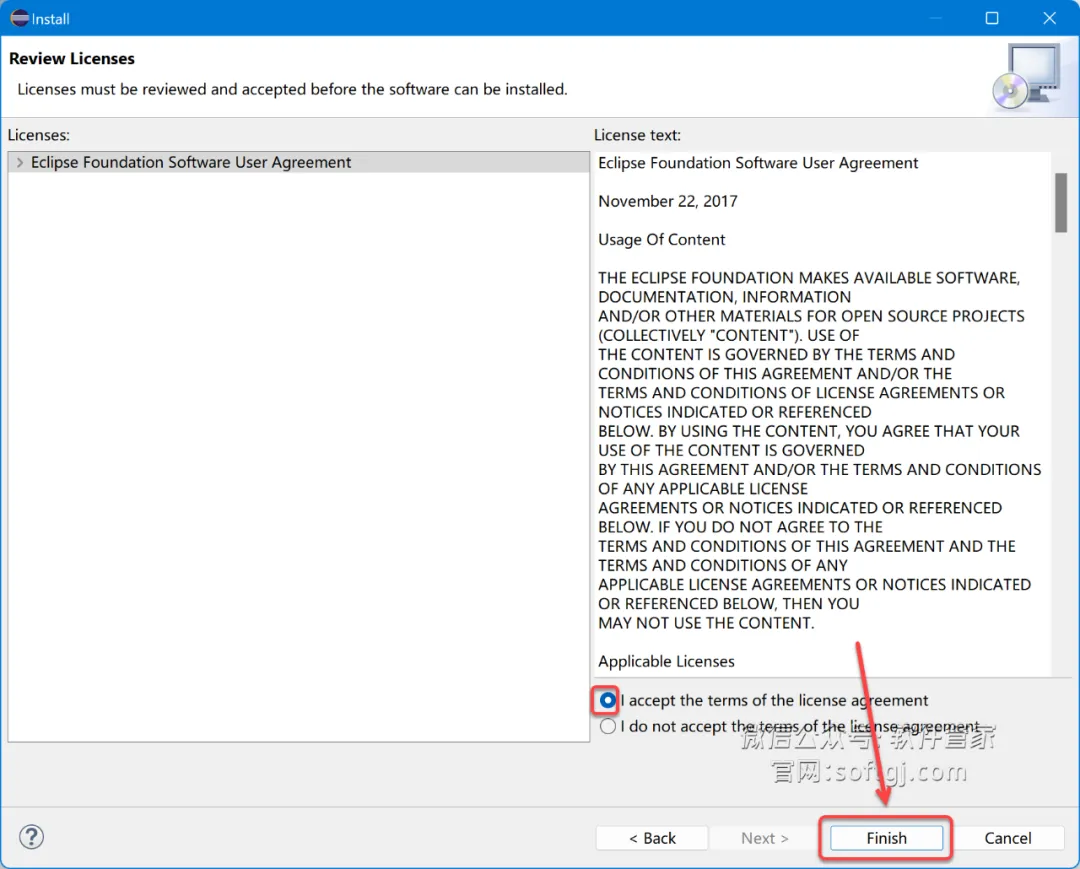 Install
Review Licenses
Licenses must be reviewed and accepted before the software can be installed.
Licenses:
Eclipse Foundation Software User Agreement
License text:
Eclipse Foundation Software User Agreement
November 22, 2017
Usage Of Content
THE ECLIPSE FOUNDATION MAKES AVAILABLE SOFTWARE,
DOCUMENTATION, INFORMATION
AND/OR OTHER MATERIALS FOR OPEN SOURCE PROJECTS
(COLLECTIVELY "CONTENT"). USE OF
THE CONTENT IS GOVERNED BY THE TERMS AND
CONDITIONS OF THIS AGREEMENT AND/OR THE
TERMS AND CONDITIONS OF LICENSE AGREEMENTS OR
NOTICES INDICATED OR REFERENCED
BELOW. BY USING THE CONTENT, YOU AGREE THAT YOUR
USE OF THE CONTENT IS GOVERNED
BY THIS AGREEMENT AND/OR THE TERMS AND CONDITIONS
OF ANY APPLICABLE LICENSE
AGREEMENTS OR NOTICES INDICATED OR REFERENCED
BELOW. IF YOU DO NOT AGREE TO THE
TERMS AND CONDITIONS OF THIS AGREEMENT AND THE
TERMS AND CONDITIONS OF ANY
APPLICABLE LICENSE AGREEMENTS OR NOTICES INDICATED
OR REFERENCED BELOW, THEN YOU
MAY NOT USE THE CONTENT.
Applicable Licenses
I accept the terms of the license agreement
I do not accept the terms of the license agreement
微信公众号: 软件管家
官网:softgj.com
?
< Back
Next >
Finish
Cancel